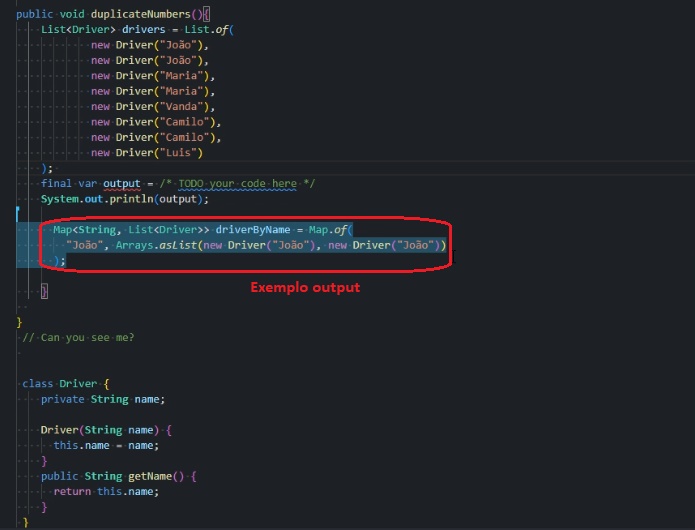 public void duplicateNumbers(){
List<Driver> drivers = List.of(
new Driver("João"),
new Driver("João"),
new Driver("Maria"),
new Driver("Maria"),
new Driver("Vanda"),
new Driver("Camilo"),
new Driver("Camilo"),
new Driver("Luis")
);
final var output = /* TODO your code here */
System.out.println(output);
Map<String, List<Driver>> driverByName = Map.of(
"João", Arrays.asList(new Driver("João"), new Driver("João"))
);
Exemplo output
}
}
// Can you see me?
class Driver {
private String name;
Driver(String name) {
this.name = name;
}
public String getName() {
return this.name;
}
}